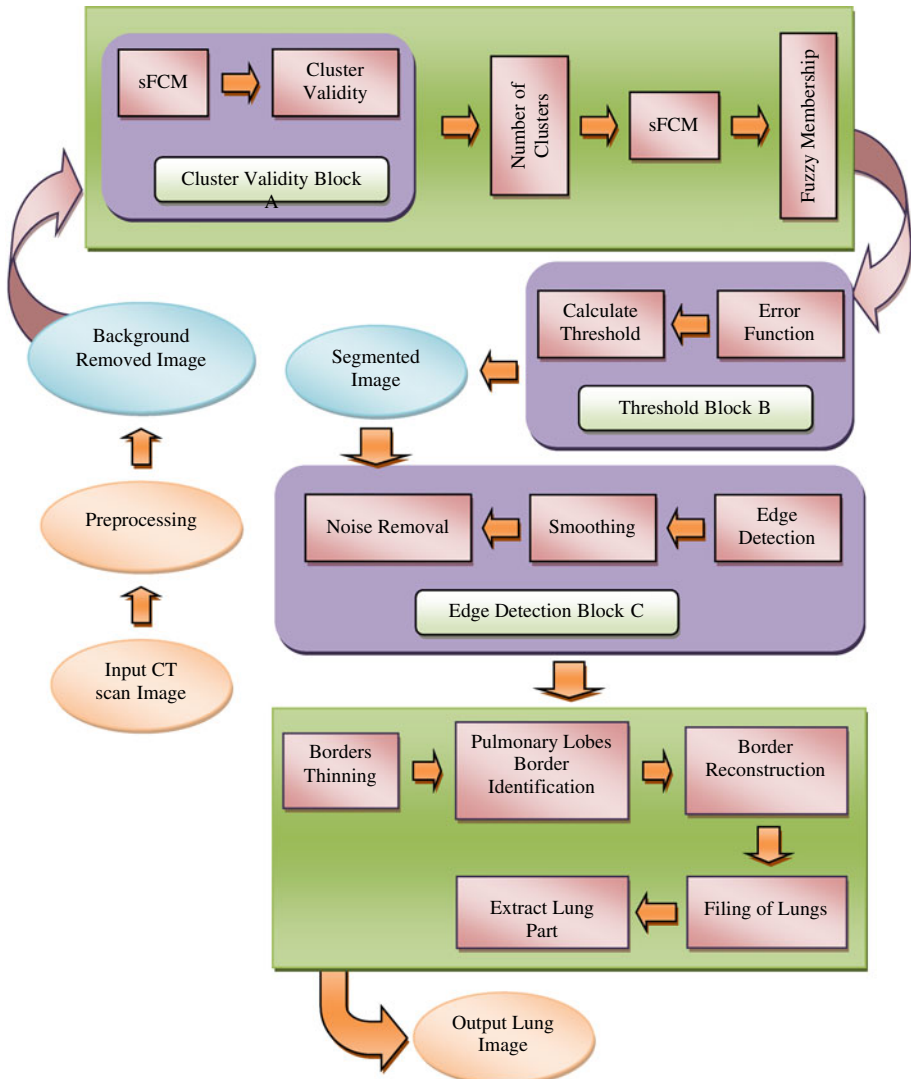 sFCM
Cluster
Validity
Cluster Validity Block
A
Number of
Clusters
sFCM
Fuzzy Membership
Calculate
Threshold
Error
Function
Threshold Block B
Background
Removed Image
Segmented
Image
Preprocessing
Input CT
scan Image
Noise Removal
Smoothing
Edge
Detection
Edge Detection Block C
Borders
Thinning
Pulmonary Lobes
Border
Identification
Border
Reconstruction
Extract Lung
Part
Filing of Lungs
Output Lung
Image